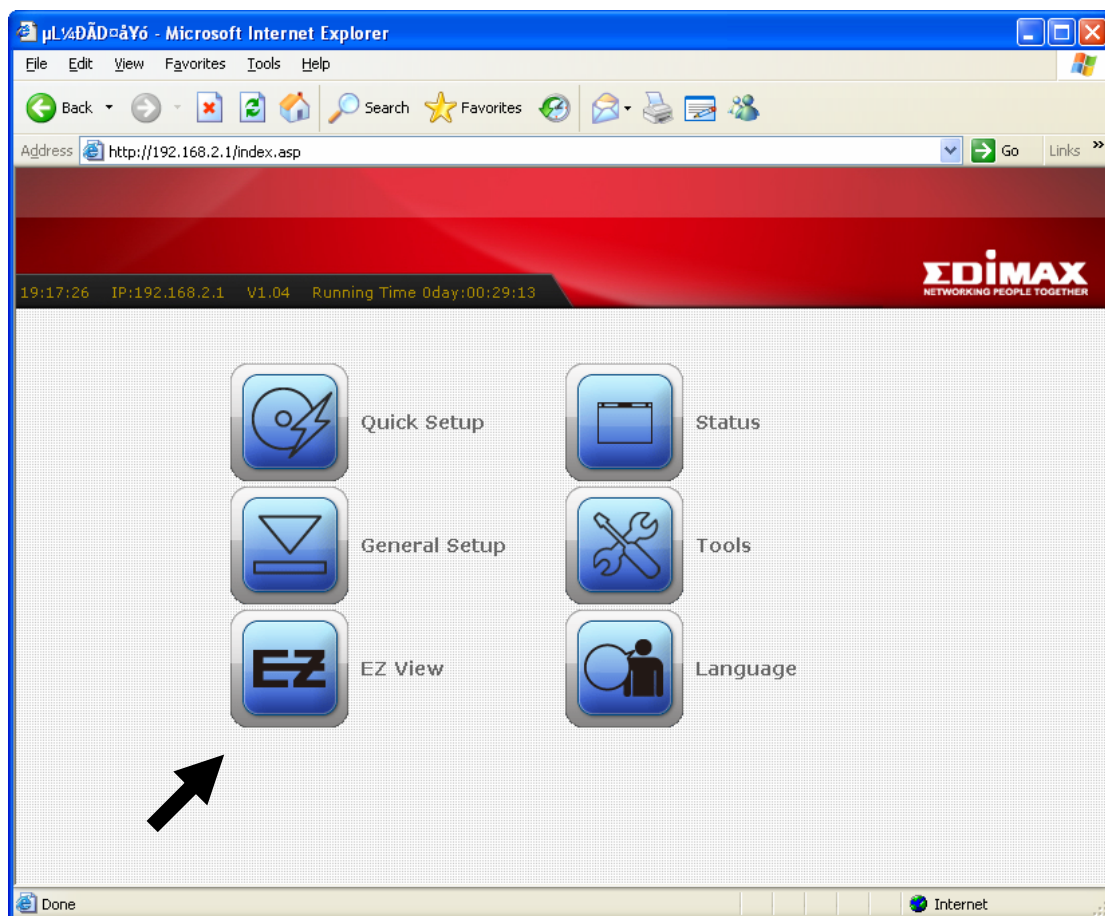 µL¼ÐÃD¤åÝó - Microsoft Internet Explorer
File Edit View Favorites Tools Help
Back Search Favorites
Address http://192.168.2.1/index.asp Go Links »
EDiMAX
NETWORKING PEOPLE TOGETHER
19:17:26 IP:192.168.2.1 V1.04 Running Time 0day:00:29:13
Quick Setup Status
General Setup Tools
EZ EZ View Language
Done Internet